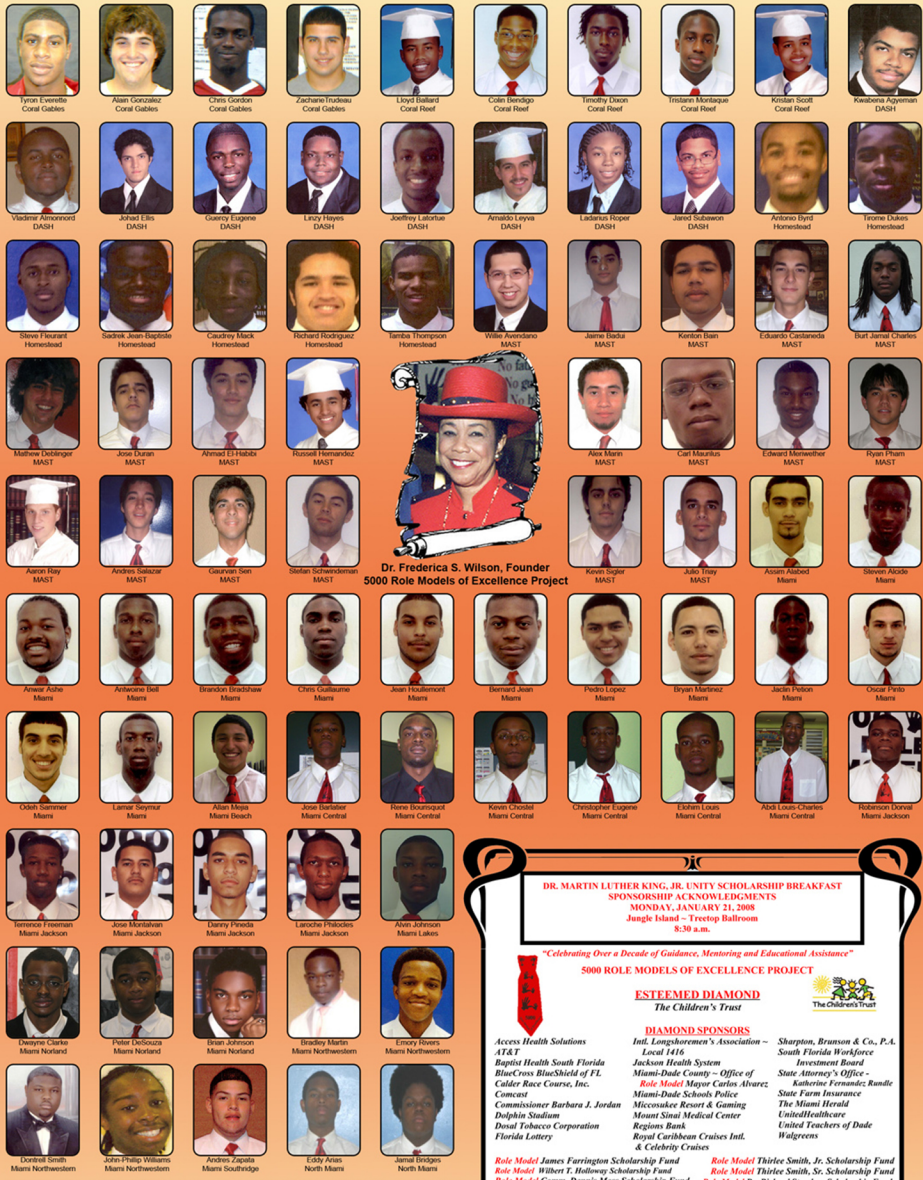 Tyron Everette
Coral Gables
Alain Gonzalez
Coral Gables
Chris Gordon
Coral Gables
ZacharieTrudeau
Coral Gables
Lloyd Ballard
Coral Reef
Colin Bendigo
Coral Reef
Timothy Dixon
Coral Reef
Tristann Montaque
Coral Reef
Kristan Scott
Coral Reef
Kwabena Agyeman
DASH
Vladimir Almonnord
DASH
Johad Ellis
DASH
Guercy Eugene
DASH
Linzy Hayes
DASH
Joeffrey Latortue
DASH
Arnaldo Leyva
DASH
Ladarius Roper
DASH
Jared Subawon
DASH
Antonio Byrd
Homestead
Tirome Dukes
Homestead
Steve Fleurant
Homestead
Sadrek Jean-Baptiste
Homestead
Caudrey Mack
Homestead
Richard Rodriguez
Homestead
Tamba Thompson
Homestead
Willie Avendano
MAST
Jaime Badui
MAST
Kenton Bain
MAST
Eduardo Castaneda
MAST
Burt Jamal Charles
MAST
Mathew Deblinger
MAST
Jose Duran
MAST
Ahmad El-Habibi
MAST
Russell Hernandez
MAST
Alex Marin
MAST
Carl Maurilus
MAST
Edward Meriwether
MAST
Ryan Pham
MAST
Aaron Ray
MAST
Andres Salazar
MAST
Gaurvan Sen
MAST
Stefan Schwindeman
MAST
Dr. Frederica S. Wilson, Founder
5000 Role Models of Excellence Project
Kevin Sigler
MAST
Julio Triay
MAST
Assim Alabed
Miami
Steven Alcide
Miami
Anwar Ashe
Miami
Antwoine Bell
Miami
Brandon Bradshaw
Miami
Chris Guillaume
Miami
Jean Houllemont
Miami
Bernard Jean
Miami
Pedro Lopez
Miami
Bryan Martinez
Miami
Jaclin Petion
Miami
Oscar Pinto
Miami
Odeh Sammer
Miami
Lamar Seymur
Miami
Allan Mejia
Miami Beach
Jose Barlatier
Miami Central
Rene Bourisquot
Miami Central
Kevin Chostel
Miami Central
Christopher Eugene
Miami Central
Elohim Louis
Miami Central
Abdi Louis-Charles
Miami Central
Robinson Dorval
Miami Jackson
Terrence Freeman
Miami Jackson
Jose Montalvan
Miami Jackson
Danny Pineda
Miami Jackson
Laroche Philocles
Miami Jackson
Alvin Johnson
Miami Lakes
Dwayne Clarke
Miami Norland
Peter DeSouza
Miami Norland
Brian Johnson
Miami Norland
Bradley Martin
Miami Northwestern
Emory Rivers
Miami Northwestern
Dontrell Smith
Miami Northwestern
John-Phillip Williams
Miami Northwestern
Andres Zapata
Miami Southridge
Eddy Arias
North Miami
Jamal Bridges
North Miami
DR. MARTIN LUTHER KING, JR. UNITY SCHOLARSHIP BREAKFAST
SPONSORSHIP ACKNOWLEDGMENTS
MONDAY, JANUARY 21, 2008
Jungle Island ~ Treetop Ballroom
8:30 a.m.
"Celebrating Over a Decade of Guidance, Mentoring and Educational Assistance"
5000 ROLE MODELS OF EXCELLENCE PROJECT
ESTEEMED DIAMOND
The Children's Trust
The Children's Trust
DIAMOND SPONSORS
Access Health Solutions
AT&T
Baptist Health South Florida
BlueCross BlueShield of FL
Calder Race Course, Inc.
Comcast
Commissioner Barbara J. Jordan
Dolphin Stadium
Dosal Tobacco Corporation
Florida Lottery
Intl. Longshoremen's Association ~
Local 1416
Jackson Health System
Miami-Dade County ~ Office of
Role Model Mayor Carlos Alvarez
Miami-Dade Schools Police
Miccosukee Resort & Gaming
Mount Sinai Medical Center
Regions Bank
Royal Caribbean Cruises Intl.
& Celebrity Cruises
Sharpton, Brunson & Co., P.A.
South Florida Workforce
Investment Board
State Attorney's Office -
Katherine Fernandez Rundle
State Farm Insurance
The Miami Herald
UnitedHealthcare
United Teachers of Dade
Walgreens
Role Model James Farrington Scholarship Fund
Role Model Wilbert T. Holloway Scholarship Fund
Role Model Thirlee Smith, Jr. Scholarship Fund
Role Model Thirlee Smith, Sr. Scholarship Fund